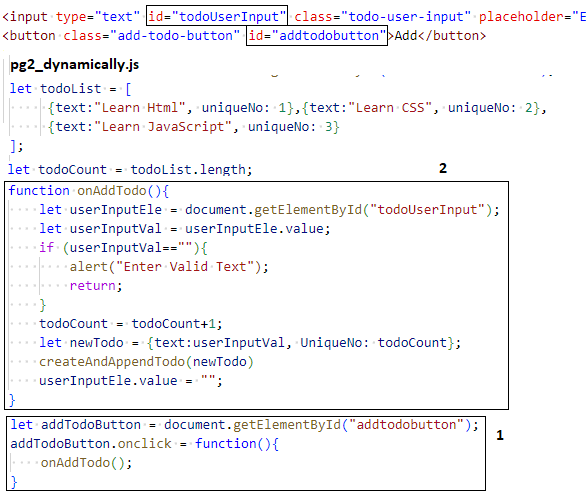 <input type="text" id="todoUserInput" class="todo-user-input" placeholder="E
<button class="add-todo-button" id="addtodobutton">Add</button>
pg2_dynamically.js
let todoList = [
{text:"Learn Html", uniqueNo: 1},{text:"Learn CSS", uniqueNo: 2},
{text:"Learn JavaScript", uniqueNo: 3}
];
let todoCount = todoList.length;
2
function onAddTodo(){
let userInputEle = document.getElementById("todoUserInput");
let userInputVal = userInputEle.value;
if (userInputVal==""){
alert("Enter Valid Text");
return;
}
todoCount = todoCount+1;
let newTodo = {text:userInputVal, UniqueNo: todoCount};
createAndAppendTodo(newTodo)
userInputEle.value = "";
}
let addTodoButton = document.getElementById("addtodobutton");
1
addTodoButton.onclick = function(){
onAddTodo();
}